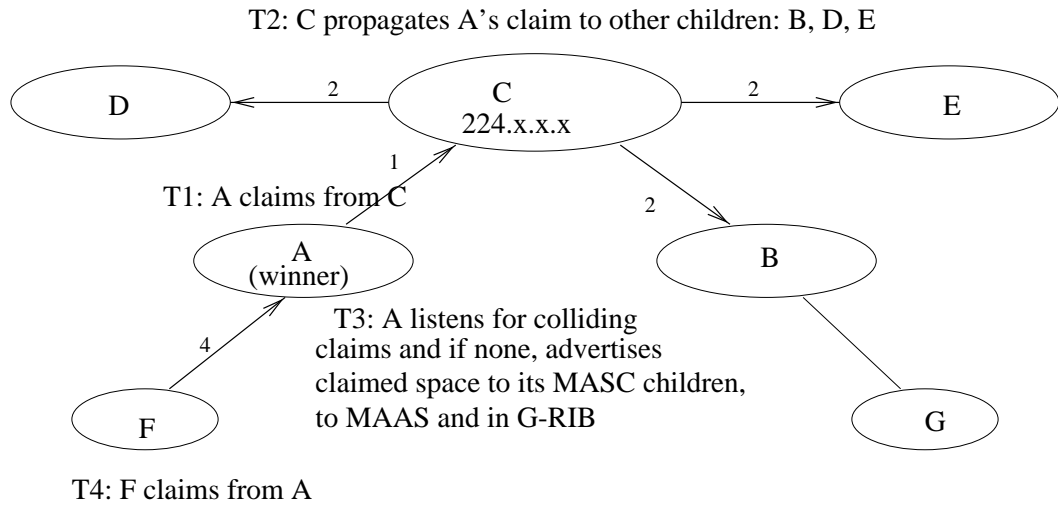 T2: C propagates A's claim to other children: B, D, E
D
2
C
224.x.x.x
2
E
1
T1: A claims from C
2
A
(winner)
B
T3: A listens for colliding
claims and if none, advertises
claimed space to its MASC children,
to MAAS and in G-RIB
4
F
G
T4: F claims from A